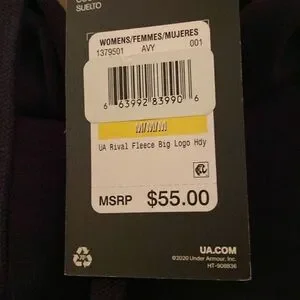 SUELTO
WOMENS/FEMMES/MUJERES
1379501 AVY 001
6 63992 83990 6
M/M/M
UA Rival Fleece Big Logo Hdy
MSRP $55.00
UA.COM
©2020 Under Armour, Inc.
HT-908836